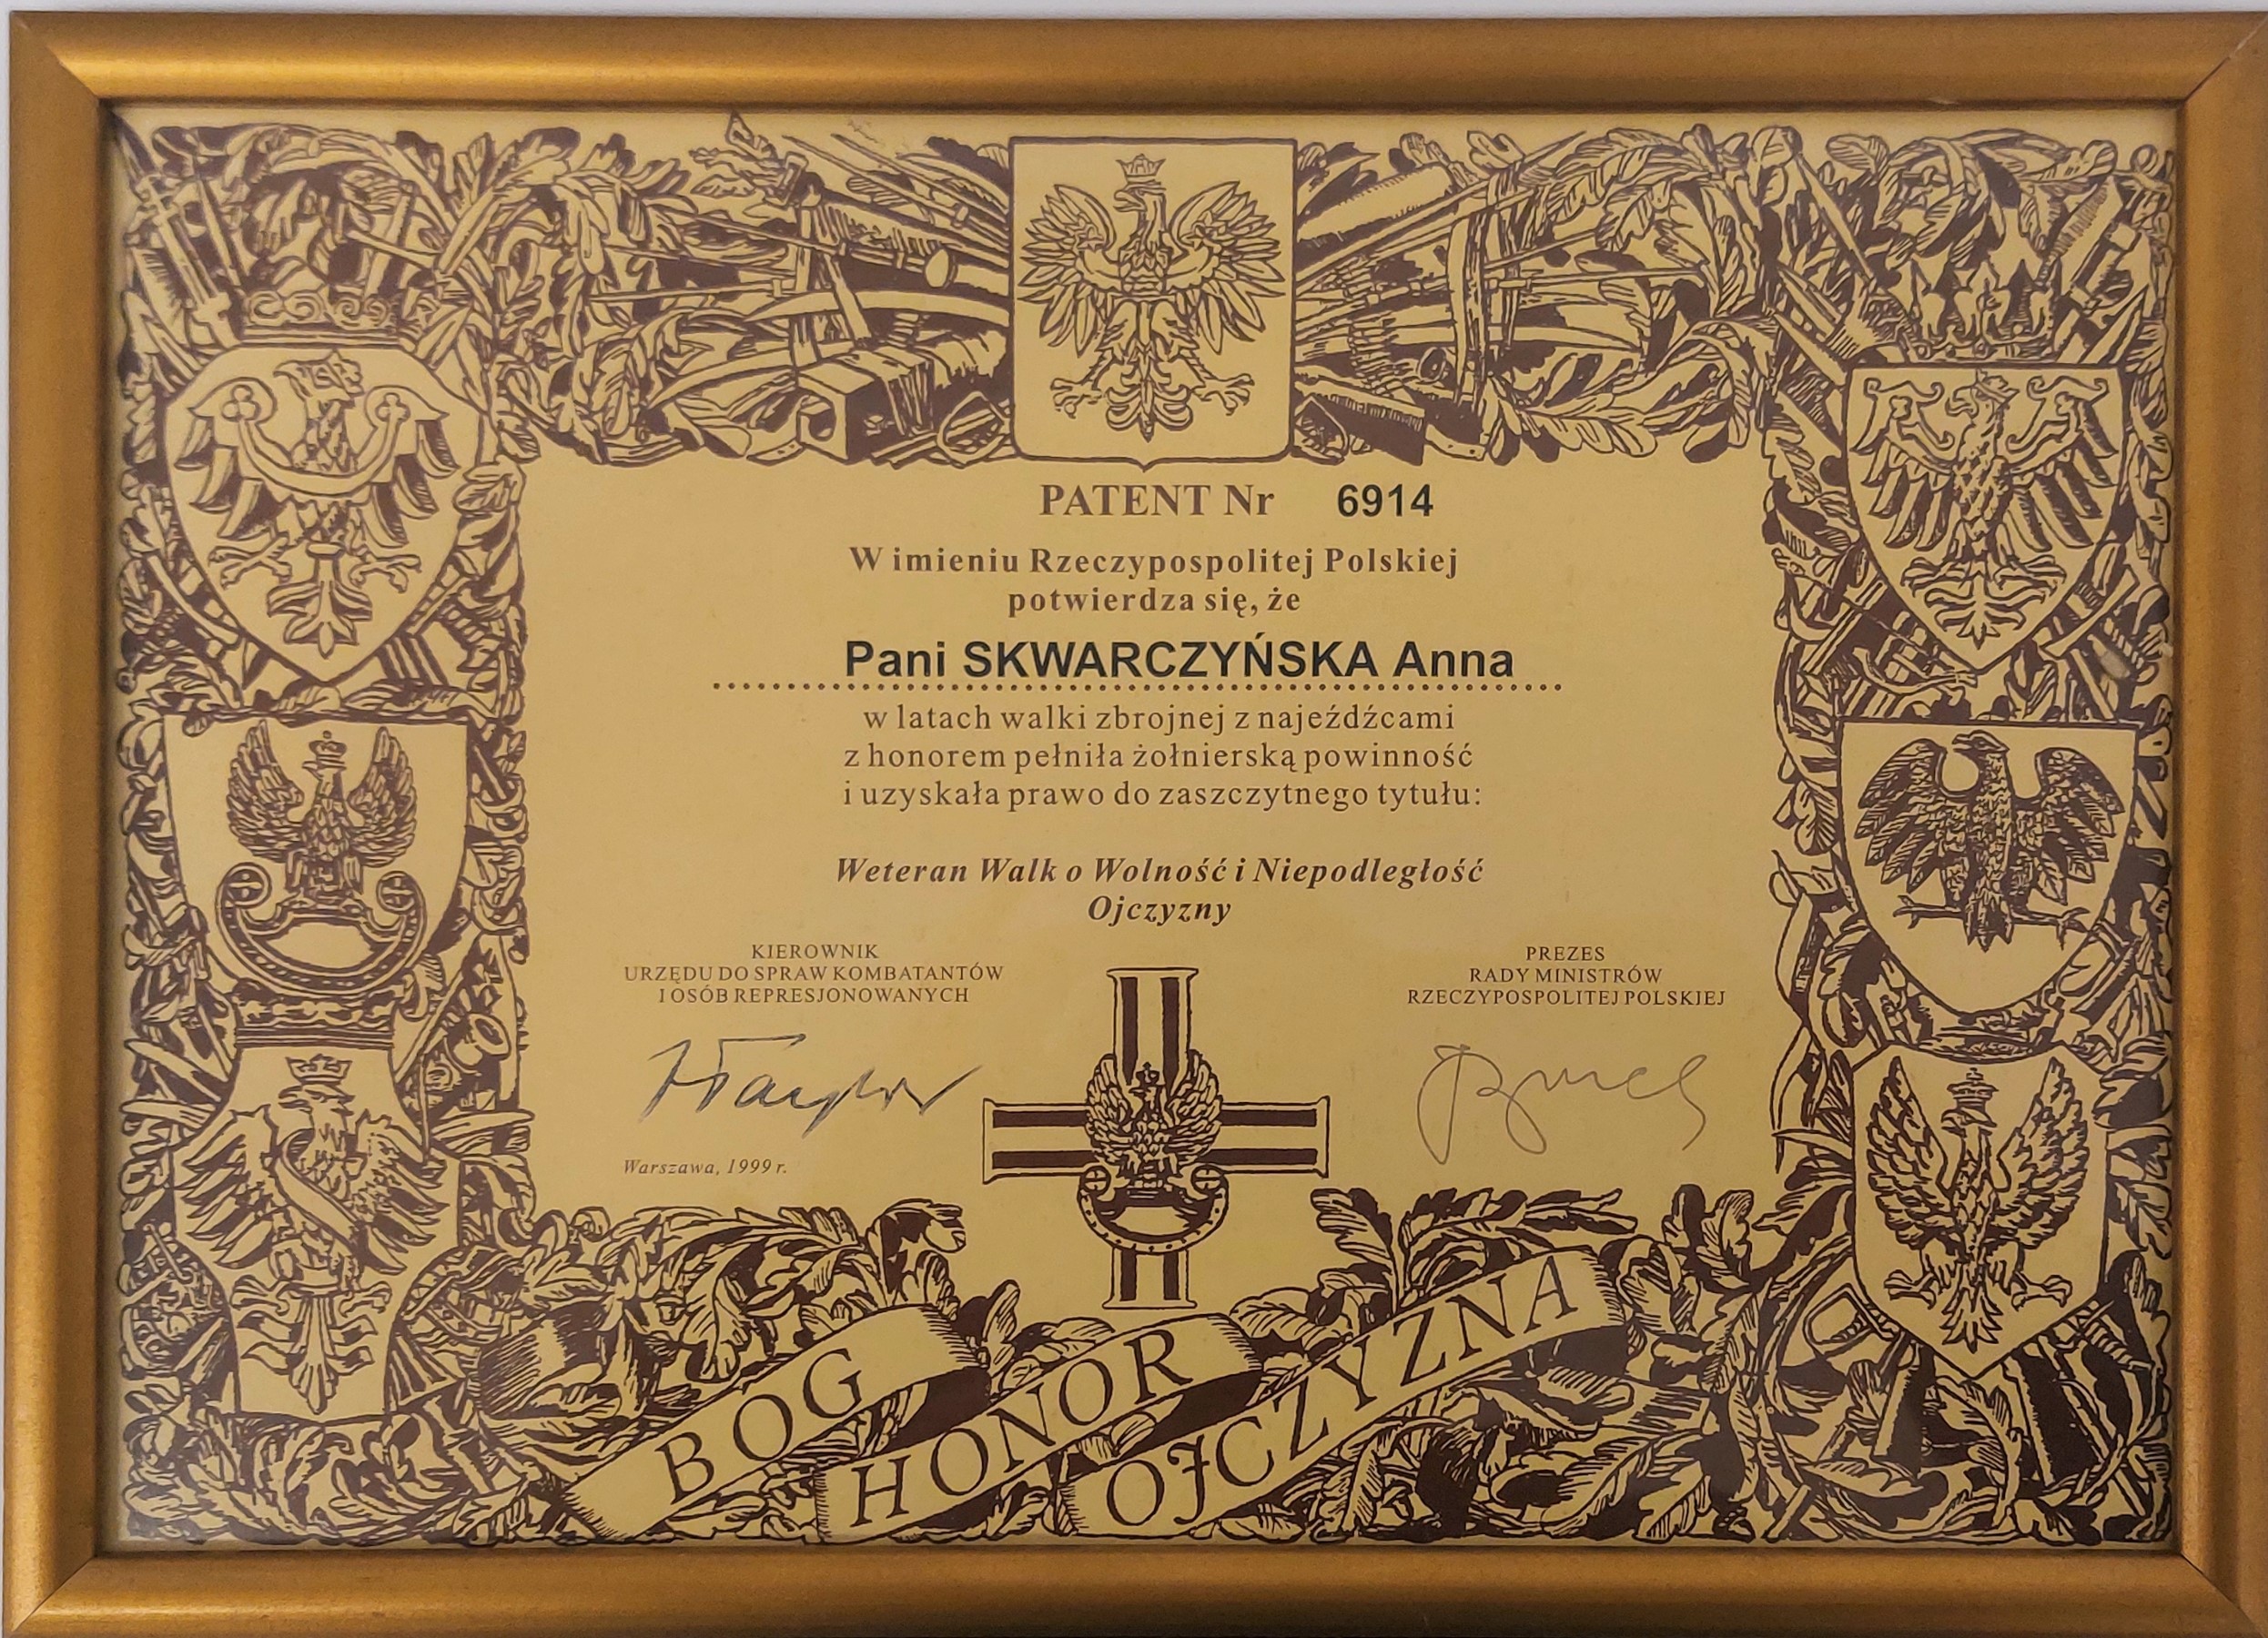 PATENT Nr 6914
W imieniu Rzeczypospolitej Polskiej
potwierdza się, że
Pani SKWARCZYŃSKA Anna
w latach walki zbrojnej z najeźdźcami
z honorem pełniła żołnierską powinność
i uzyskała prawo do zaszczytnego tytułu:
Weteran Walk o Wolność i Niepodległość
Ojczyzny
KIEROWNIK
URZĘDU DO SPRAW KOMBATANTÓW
I OSÓB REPRESJONOWANYCH
PREZES
RADY MINISTRÓW
RZECZYPOSPOLITEJ POLSKIEJ
Warszawa, 1999 r.
BOG
HONOR
OJCZYZNA